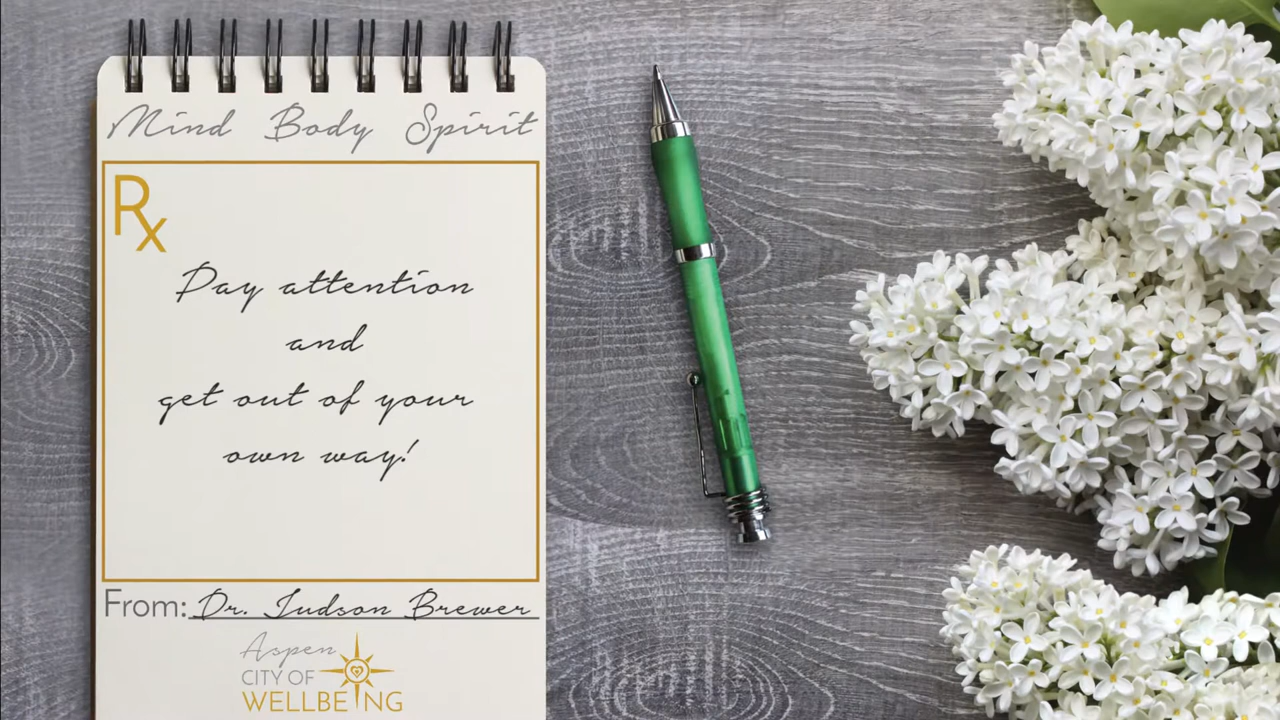 Mind Body Spirit
Rx
Pay attention
and
get out of your
own way!
From: Dr. Judson Brewer
Aspen
CITY OF
WELLBEING